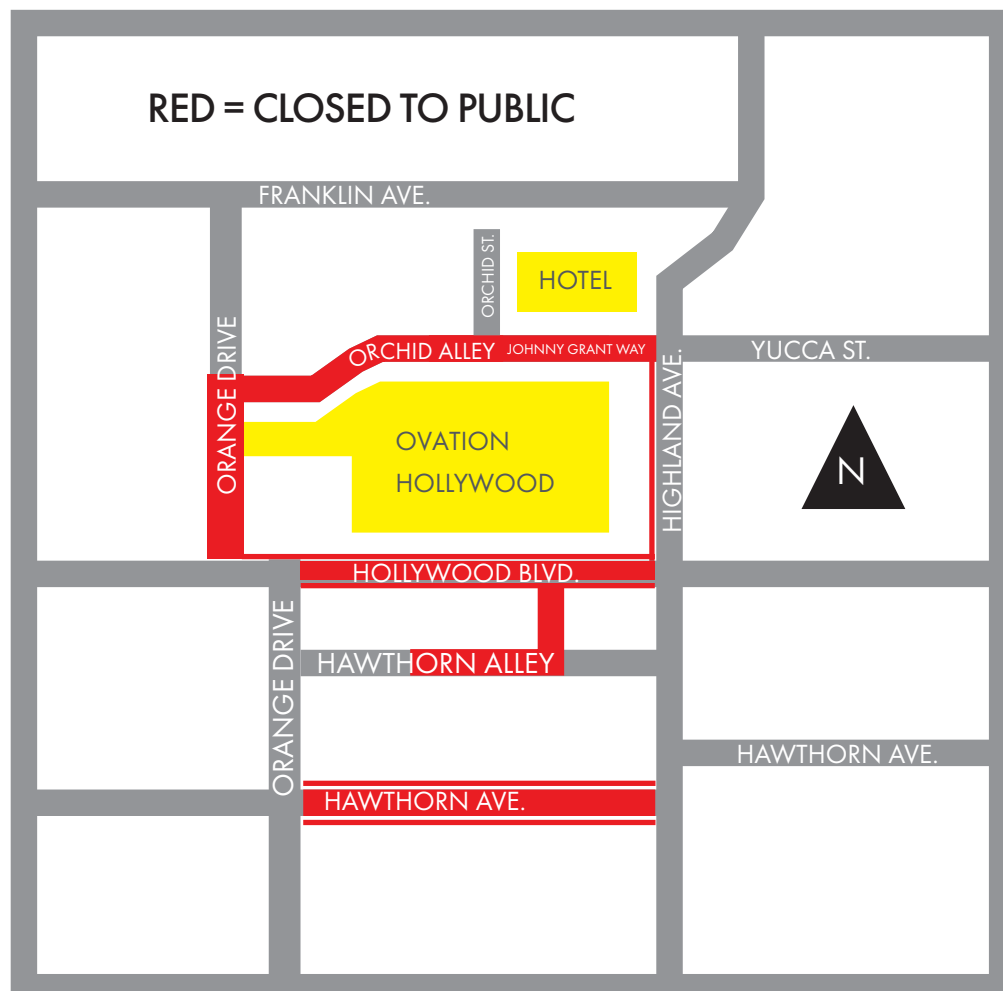 RED = CLOSED TO PUBLIC
FRANKLIN AVE.
ORCHID ST.
HOTEL
ORANGE DRIVE
ORCHID ALLEY
JOHNNY GRANT WAY
HIGHLAND AVE.
YUCCA ST.
OVATION
HOLLYWOOD
N
HOLLYWOOD BLVD.
ORANGE DRIVE
HAWTHORN ALLEY
HAWTHORN AVE.
HAWTHORN AVE.